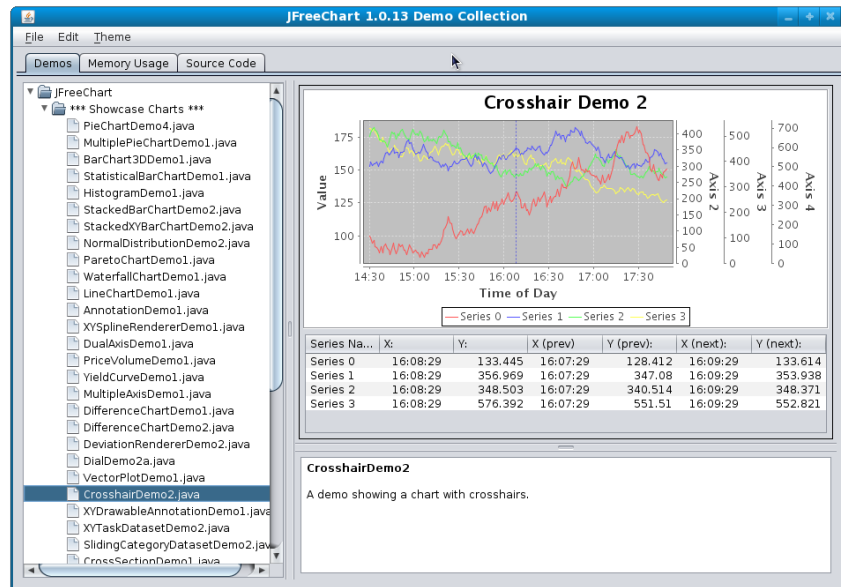 JFreeChart 1.0.13 Demo Collection
File Edit Theme
Demos Memory Usage Source Code
JFreeChart
*** Showcase Charts ***
PieChartDemo4.java
MultiplePieChartDemo1.java
BarChart3DDemo1.java
StatisticalBarChartDemo1.java
HistogramDemo1.java
StackedBarChartDemo2.java
StackedXYBarChartDemo2.java
NormalDistributionDemo2.java
ParetoChartDemo1.java
WaterfallChartDemo1.java
LineChartDemo1.java
AnnotationDemo1.java
XYSplineRendererDemo1.java
DualAxisDemo1.java
PriceVolumeDemo1.java
YieldCurveDemo1.java
MultipleAxisDemo1.java
DifferenceChartDemo1.java
DifferenceChartDemo2.java
DeviationRendererDemo2.java
DialDemo2a.java
VectorPlotDemo1.java
CrosshairDemo2.java
XYDrawableAnnotationDemo1.java
XYTaskDatasetDemo2.java
SlidingCategoryDatasetDemo2.jav
CrossSectionDemo1.java
Crosshair Demo 2
Value
175
150
125
100
14:30 15:00 15:30 16:00 16:30 17:00 17:30
Time of Day
400
350
300
250
200
150
100
50
0
Axis 2
500
400
300
200
100
0
Axis 3
700
600
500
400
300
200
100
0
Axis 4
Series 0 Series 1 Series 2 Series 3
Series Na... X: Y: X (prev) Y (prev): X (next): Y (next):
Series 0 16:08:29 133.445 16:07:29 128.412 16:09:29 133.614
Series 1 16:08:29 356.969 16:07:29 347.08 16:09:29 353.938
Series 2 16:08:29 348.503 16:07:29 340.514 16:09:29 348.371
Series 3 16:08:29 576.392 16:07:29 551.51 16:09:29 552.821
CrosshairDemo2
A demo showing a chart with crosshairs.